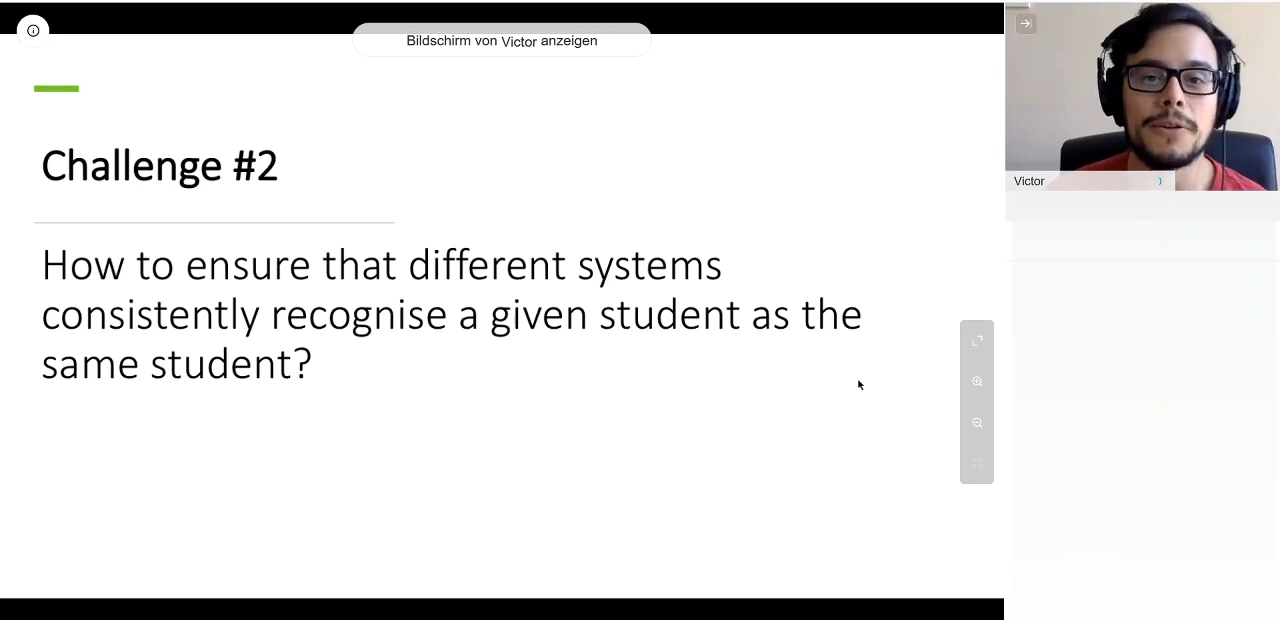 Bildschirm von Victor anzeigen
Challenge #2
How to ensure that different systems
consistently recognise a given student as the
same student?
Victor